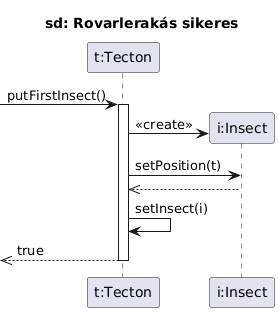 sd: Rovarlerakás sikeres
t:Tecton
putFirstInsect()
«create»
i:Insect
setPosition(t)
setInsect(i)
true
t:Tecton
i:Insect